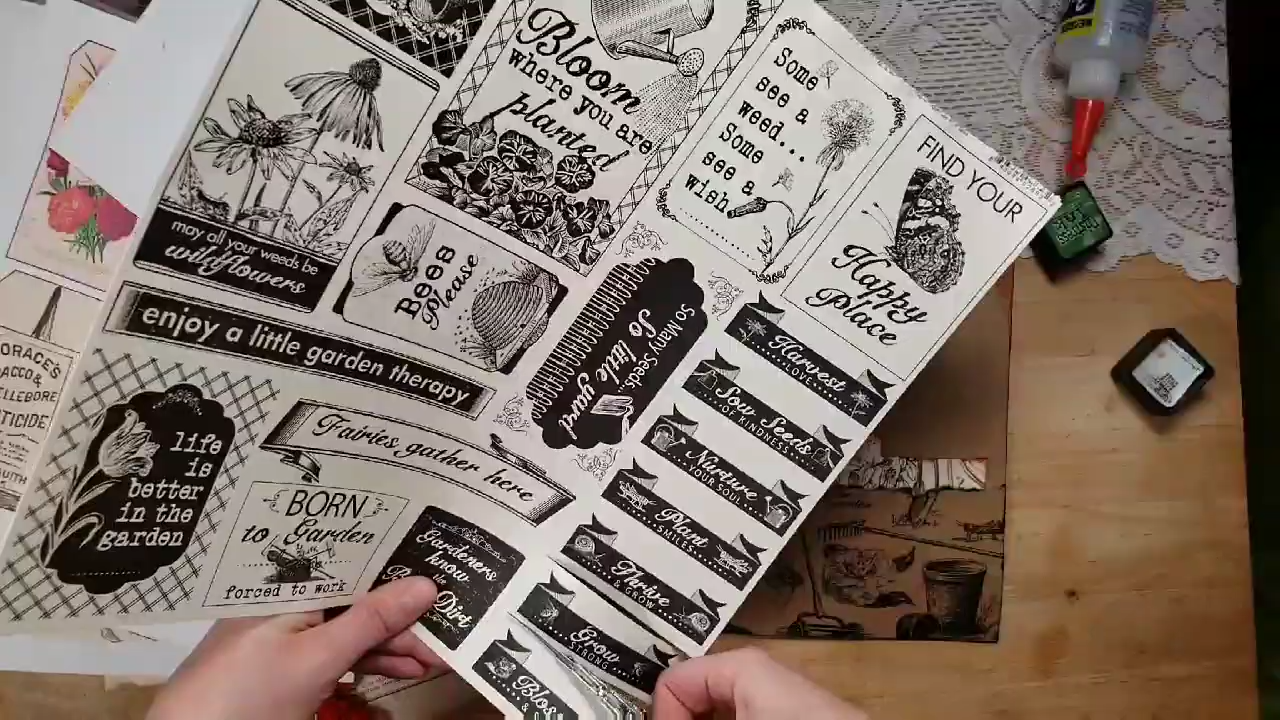 Bloom
where you are
planted
Some
see a
weed...
Some
see a
wish
FIND YOUR
Happy
Place
may all your weeds be
wildflowers
Bees
Please
So Many Seeds...
So little yard
enjoy a little garden therapy
Fairies gather here
life
is
better
in the
garden
BORN
to Garden
forced to work
Gardeners
know
the
Dirt
Harvest
LOVE
Sow Seeds
OF KINDNESS
Nurture
YOUR SOUL
Plant
SMILES
Thrive
& GROW
Grow
STRONG